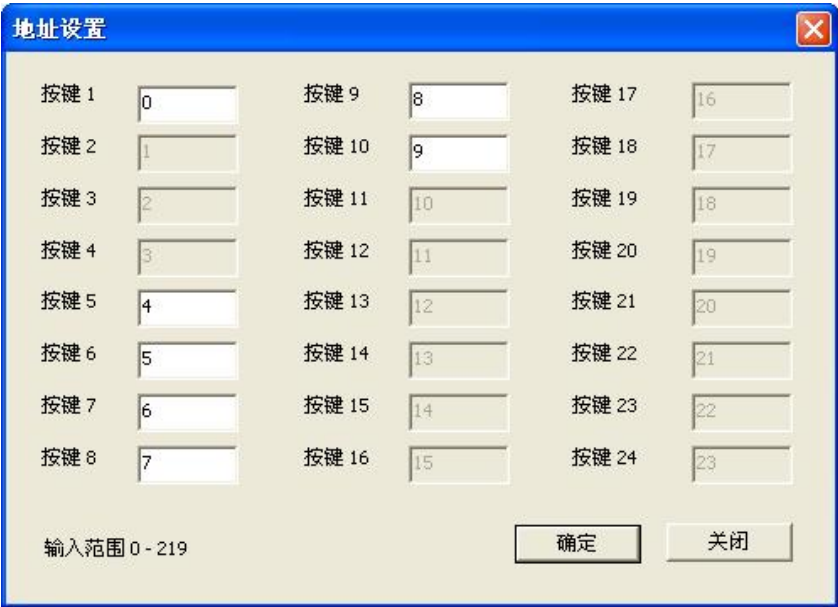 地址设置
按键 1 0 按键 9 8 按键 17 16
按键 2 1 按键 10 9 按键 18 17
按键 3 2 按键 11 10 按键 19 18
按键 4 3 按键 12 11 按键 20 19
按键 5 4 按键 13 12 按键 21 20
按键 6 5 按键 14 13 按键 22 21
按键 7 6 按键 15 14 按键 23 22
按键 8 7 按键 16 15 按键 24 23
输入范围 0 - 219 确定 关闭